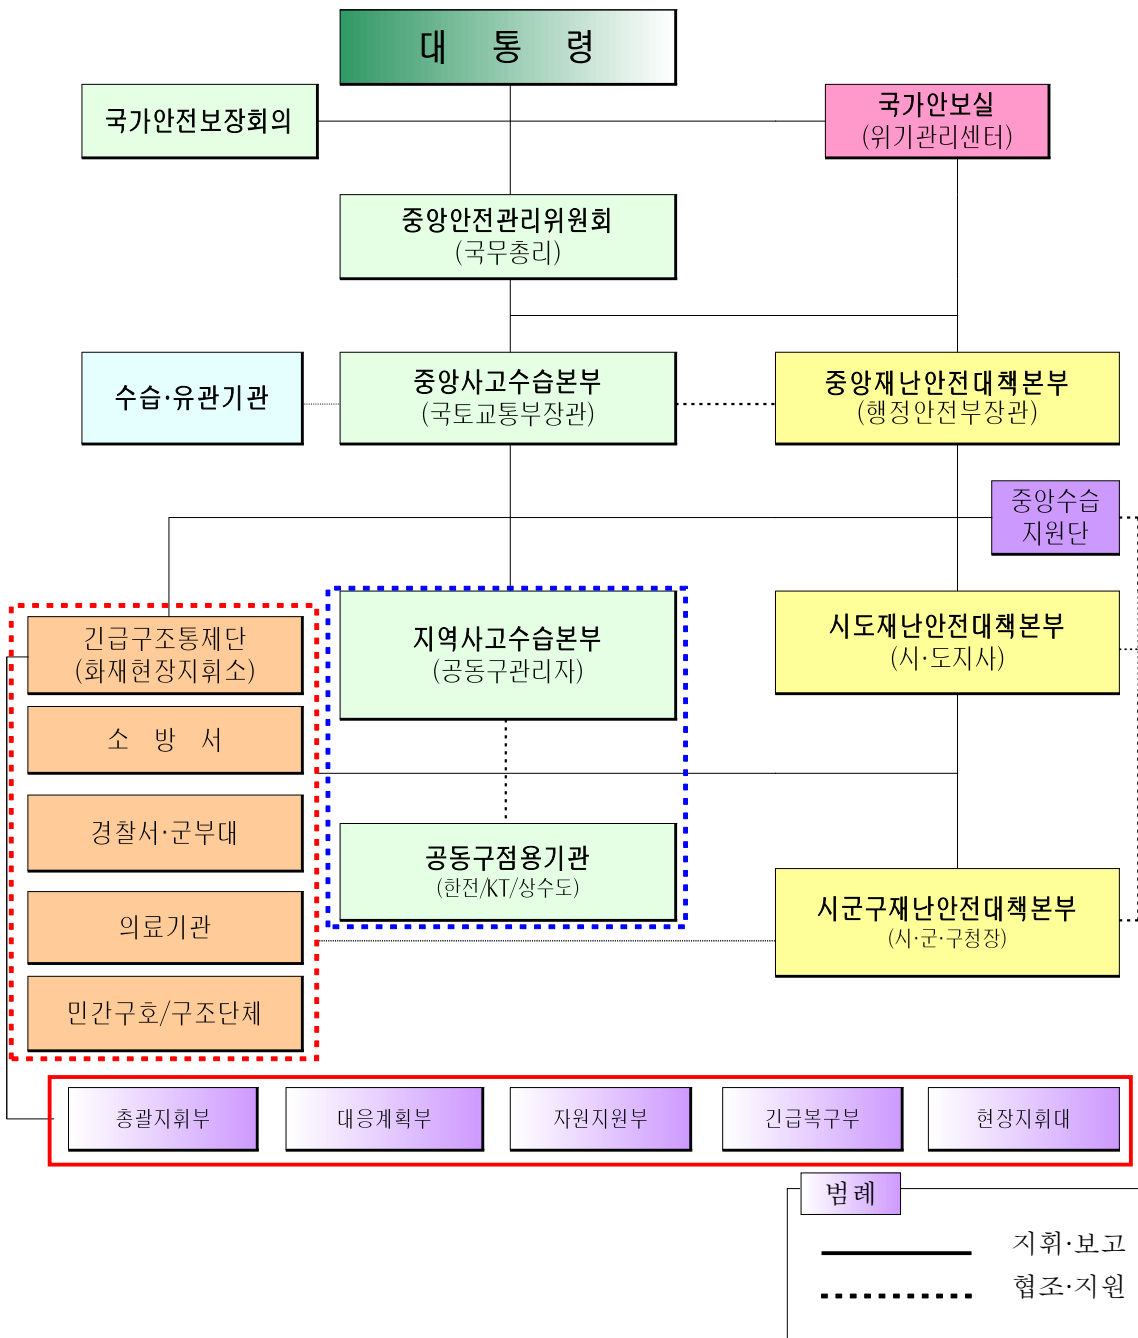 대 통 령
국가안전보장회의
국가안보실
(위기관리센터)
중앙안전관리위원회
(국무총리)
수습·유관기관
중앙사고수습본부
(국토교통부장관)
중앙재난안전대책본부
(행정안전부장관)
중앙수습
지원단
긴급구조통제단
(화재현장지휘소)
지역사고수습본부
(공동구관리자)
시도재난안전대책본부
(시·도지사)
소 방 서
경찰서·군부대
공동구점용기관
(한전/KT/상수도)
시군구재난안전대책본부
(시·군·구청장)
의료기관
민간구호/구조단체
총괄지휘부
대응계획부
자원지원부
긴급복구부
현장지휘대
범례
지휘·보고
협조·지원